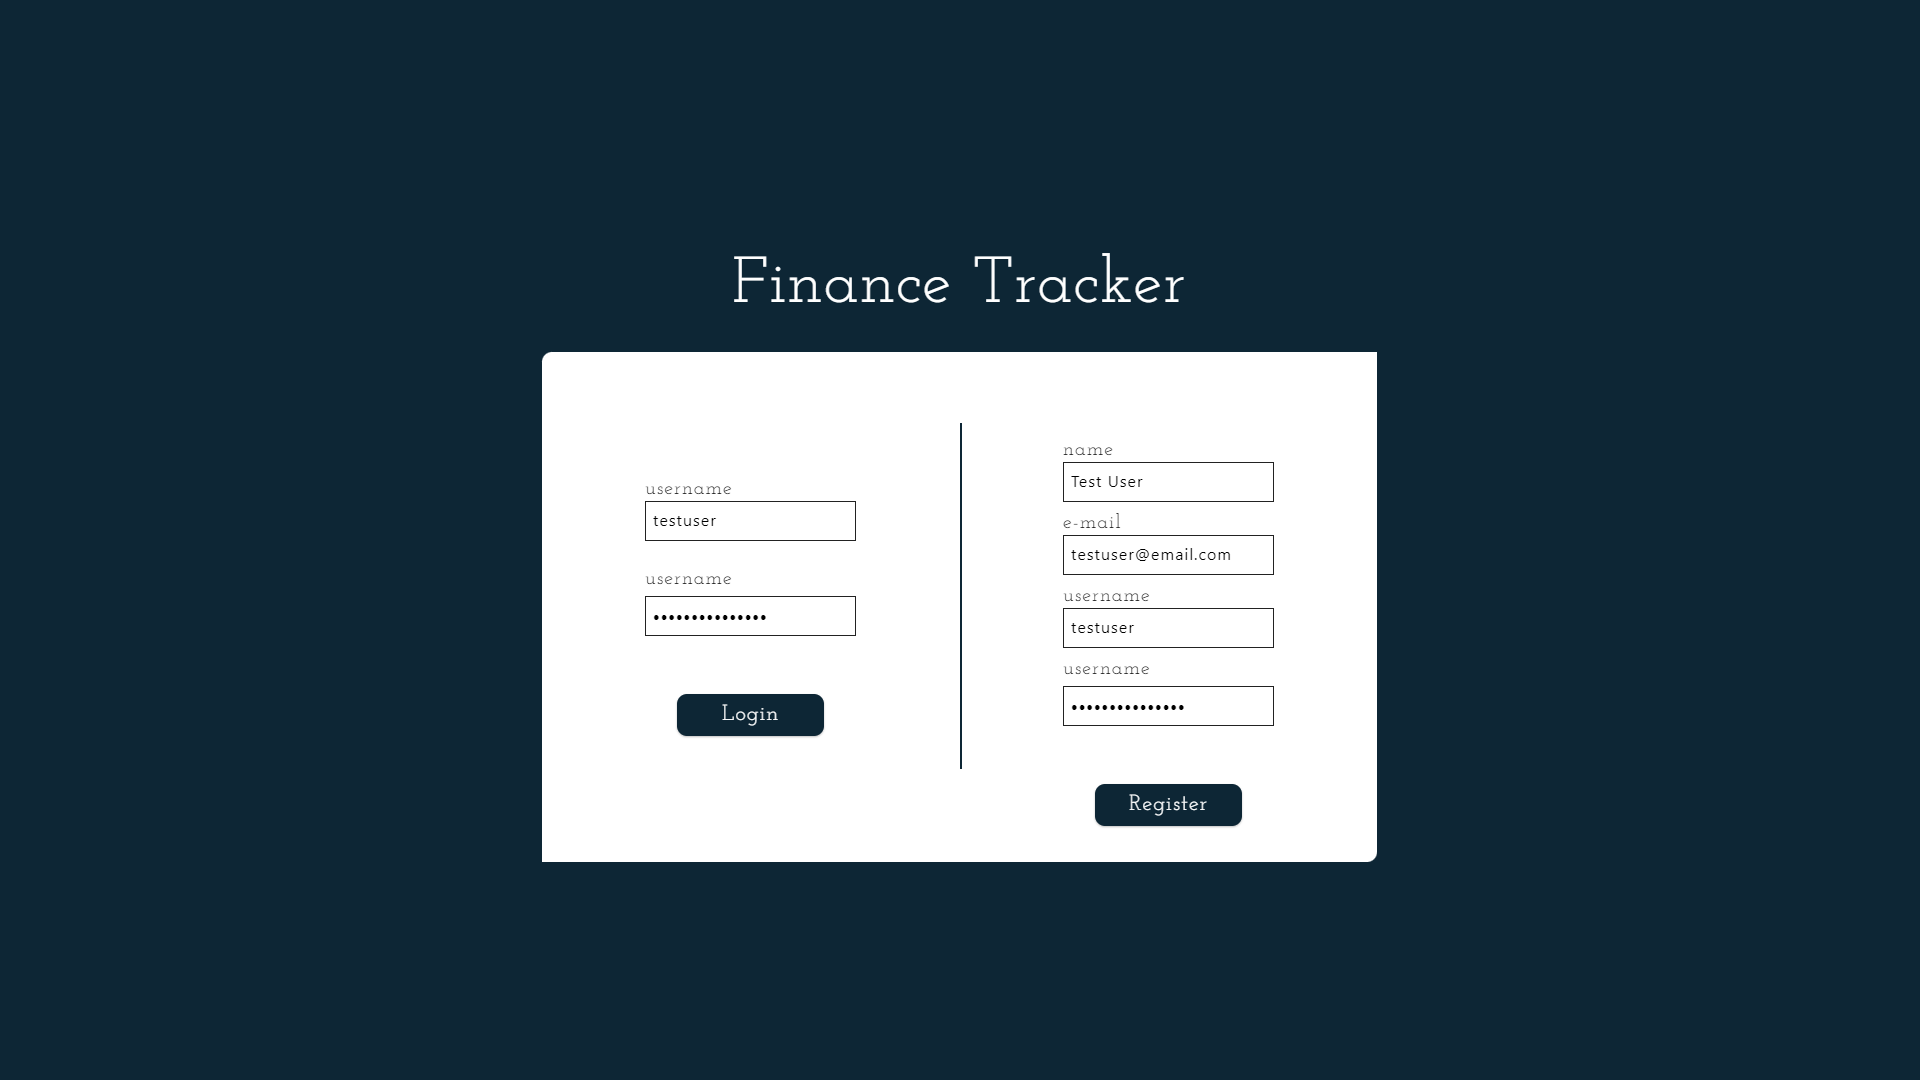 Finance Tracker
username
testuser
username
•••••••••••••••
Login
name
Test User
e-mail
testuser@email.com
username
testuser
username
•••••••••••••••
Register